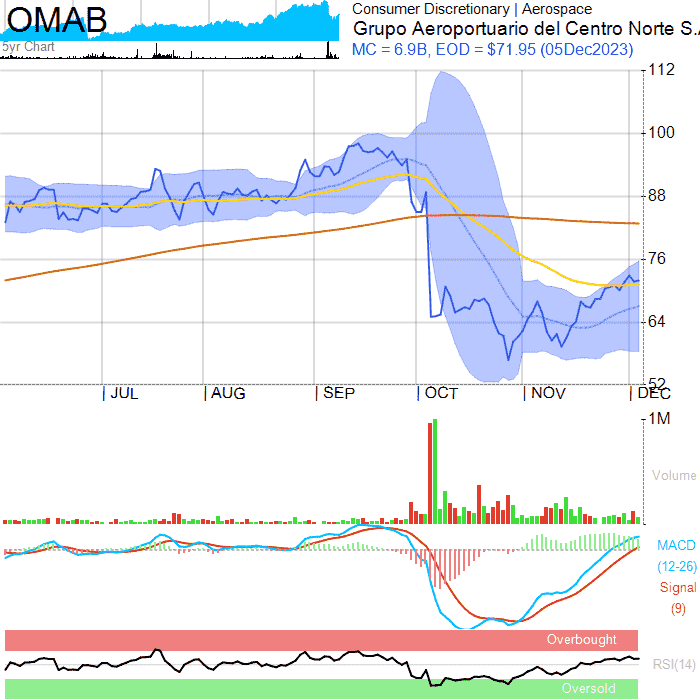 OMAB
5yr Chart
Consumer Discretionary | Aerospace
Grupo Aeroportuario del Centro Norte S.A
MC = 6.9B, EOD = $71.95 (05Dec2023)
112
100
88
76
64
52
JUL
AUG
SEP
OCT
NOV
DEC
1M
Volume
MACD
(12-26)
Signal
(9)
Overbought
RSI(14)
Oversold